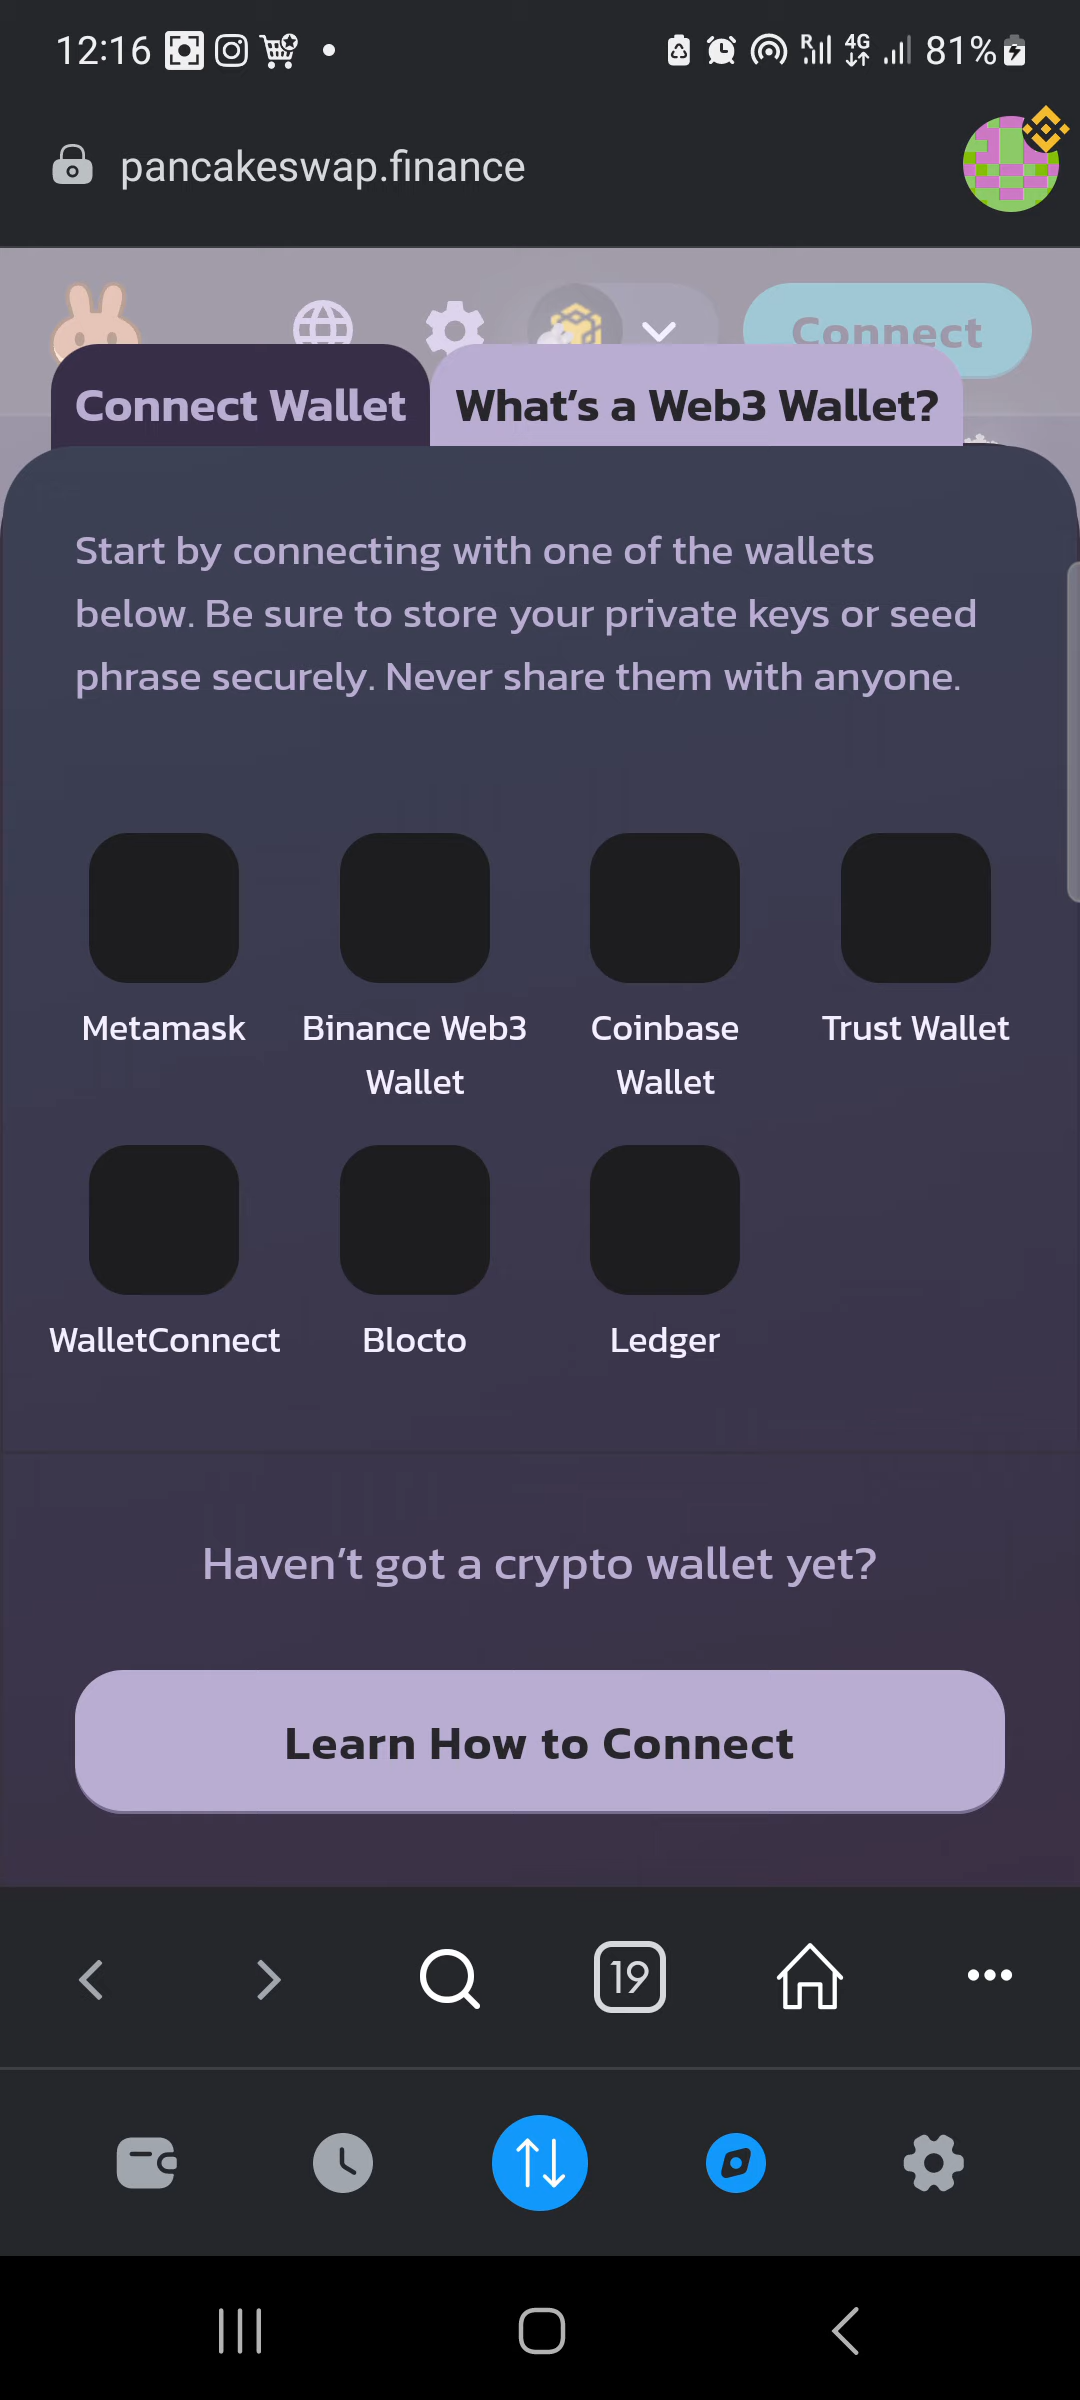 12:16
R
4G
81%
pancakeswap.finance
Connect
Connect Wallet
What's a Web3 Wallet?
Start by connecting with one of the wallets
below. Be sure to store your private keys or seed
phrase securely. Never share them with anyone.
Metamask
Binance Web3
Wallet
Coinbase
Wallet
Trust Wallet
WalletConnect
Blocto
Ledger
Haven't got a crypto wallet yet?
Learn How to Connect
19